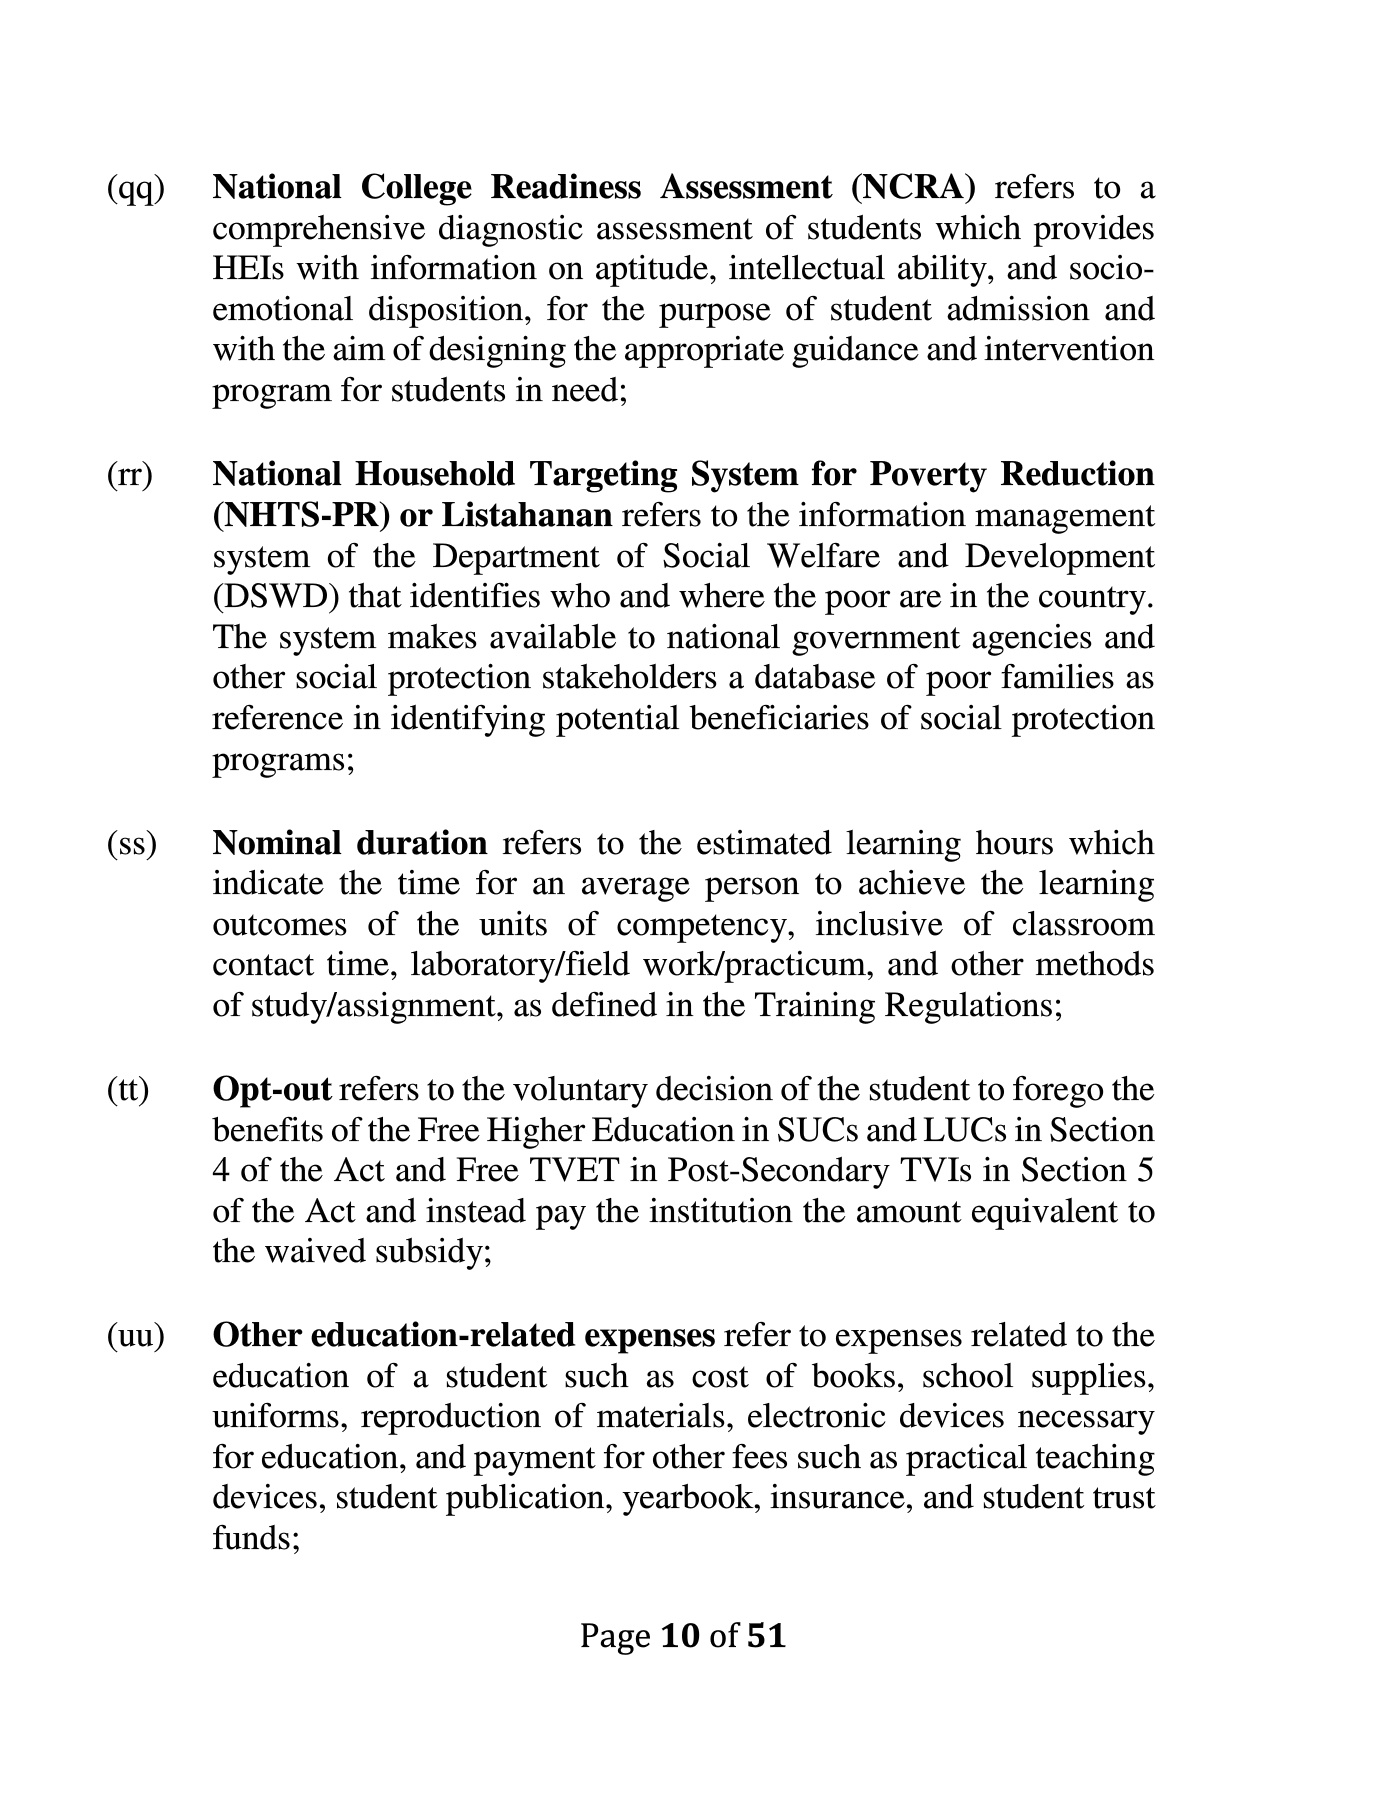 (qq) National College Readiness Assessment (NCRA) refers to a
comprehensive diagnostic assessment of students which provides
HEIs with information on aptitude, intellectual ability, and socio-
emotional disposition, for the purpose of student admission and
with the aim of designing the appropriate guidance and intervention
program for students in need;
(rr) National Household Targeting System for Poverty Reduction
(NHTS-PR) or Listahanan refers to the information management
system of the Department of Social Welfare and Development
(DSWD) that identifies who and where the poor are in the country.
The system makes available to national government agencies and
other social protection stakeholders a database of poor families as
reference in identifying potential beneficiaries of social protection
programs;
(ss) Nominal duration refers to the estimated learning hours which
indicate the time for an average person to achieve the learning
outcomes of the units of competency, inclusive of classroom
contact time, laboratory/field work/practicum, and other methods
of study/assignment, as defined in the Training Regulations;
(tt) Opt-out refers to the voluntary decision of the student to forego the
benefits of the Free Higher Education in SUCs and LUCs in Section
4 of the Act and Free TVET in Post-Secondary TVIs in Section 5
of the Act and instead pay the institution the amount equivalent to
the waived subsidy;
(uu) Other education-related expenses refer to expenses related to the
education of a student such as cost of books, school supplies,
uniforms, reproduction of materials, electronic devices necessary
for education, and payment for other fees such as practical teaching
devices, student publication, yearbook, insurance, and student trust
funds;
Page 10 of 51